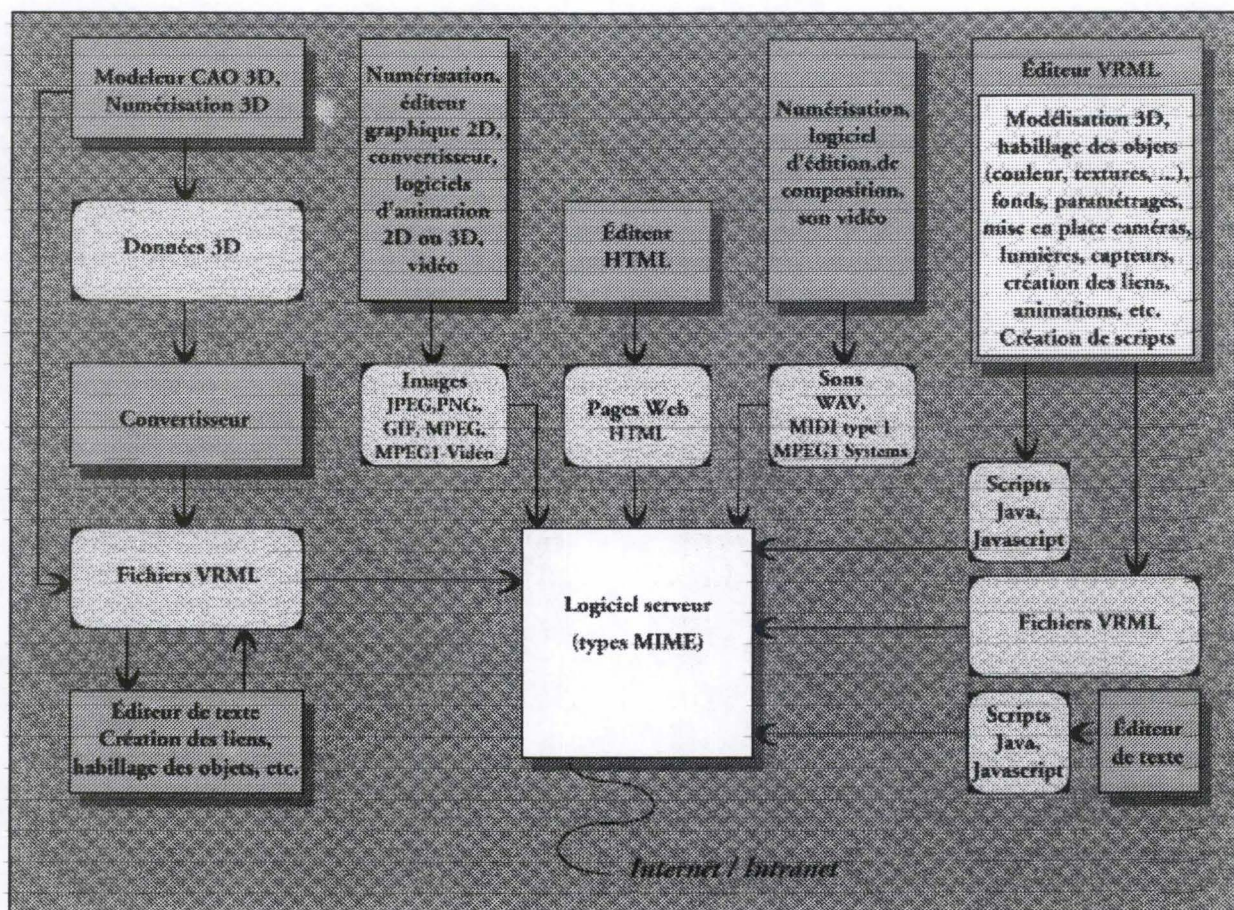 Modeleur CAO 3D,
Numérisation 3D
Données 3D
Convertisseur
Fichiers VRML
Éditeur de texte
Création des liens,
habillage des objets, etc.
Numérisation,
éditeur
graphique 2D,
convertisseur,
logiciels
d'animation
2D ou 3D,
vidéo
Images
JPEG,PNG,
GIF, MPEG,
MPEG1-Vidéo
Éditeur
HTML
Pages Web
HTML
Numérisation,
logiciel
d'édition.de
composition,
son vidéo
Sons
WAV,
MIDI type 1
MPEG1 Systems
Éditeur VRML
Modélisation 3D,
habillage des objets
(couleur, textures, ...),
fonds, paramétrages,
mise en place caméras,
lumières, capteurs,
création des liens,
animations, etc.
Création de scripts
Scripts
Java,
Javascript
Fichiers VRML
Scripts
Java,
Javascript
Éditeur
de texte
Logiciel serveur
(types MIME)
Internet / Intranet